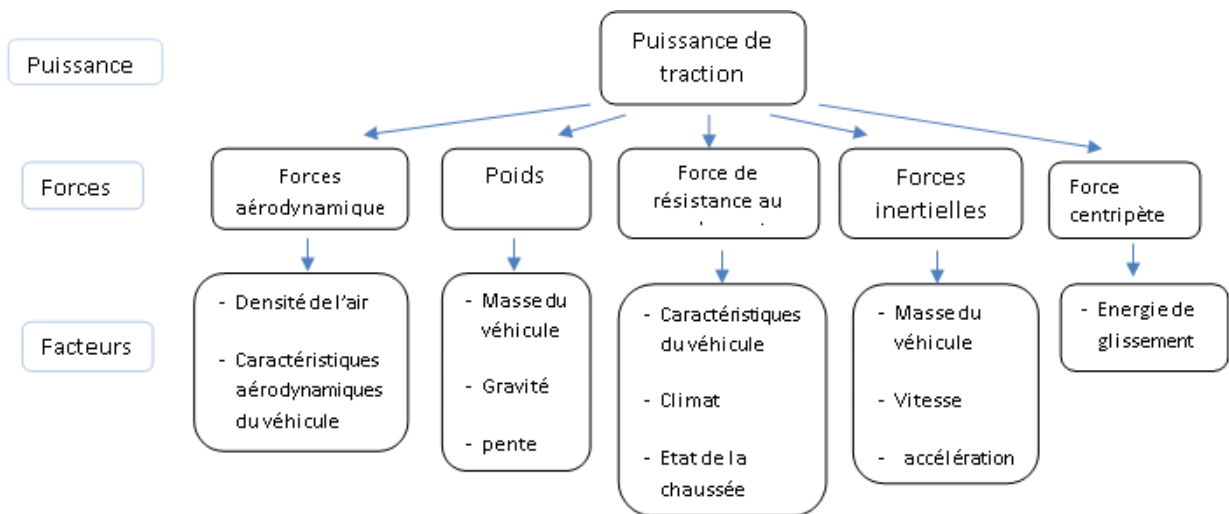 Puissance
Puissance de
traction
Forces
Forces
aérodynamique
Poids
Force de
résistance au
Forces
inertielles
Force
centripète
Facteurs
- Densité de l'air
- Caractéristiques
aérodynamiques
du véhicule
- Masse du
véhicule
- Gravité
- pente
- Caractéristiques
du véhicule
- Climat
- Etat de la
chaussée
- Masse du
véhicule
- Vitesse
- accélération
- Energie de
glissement